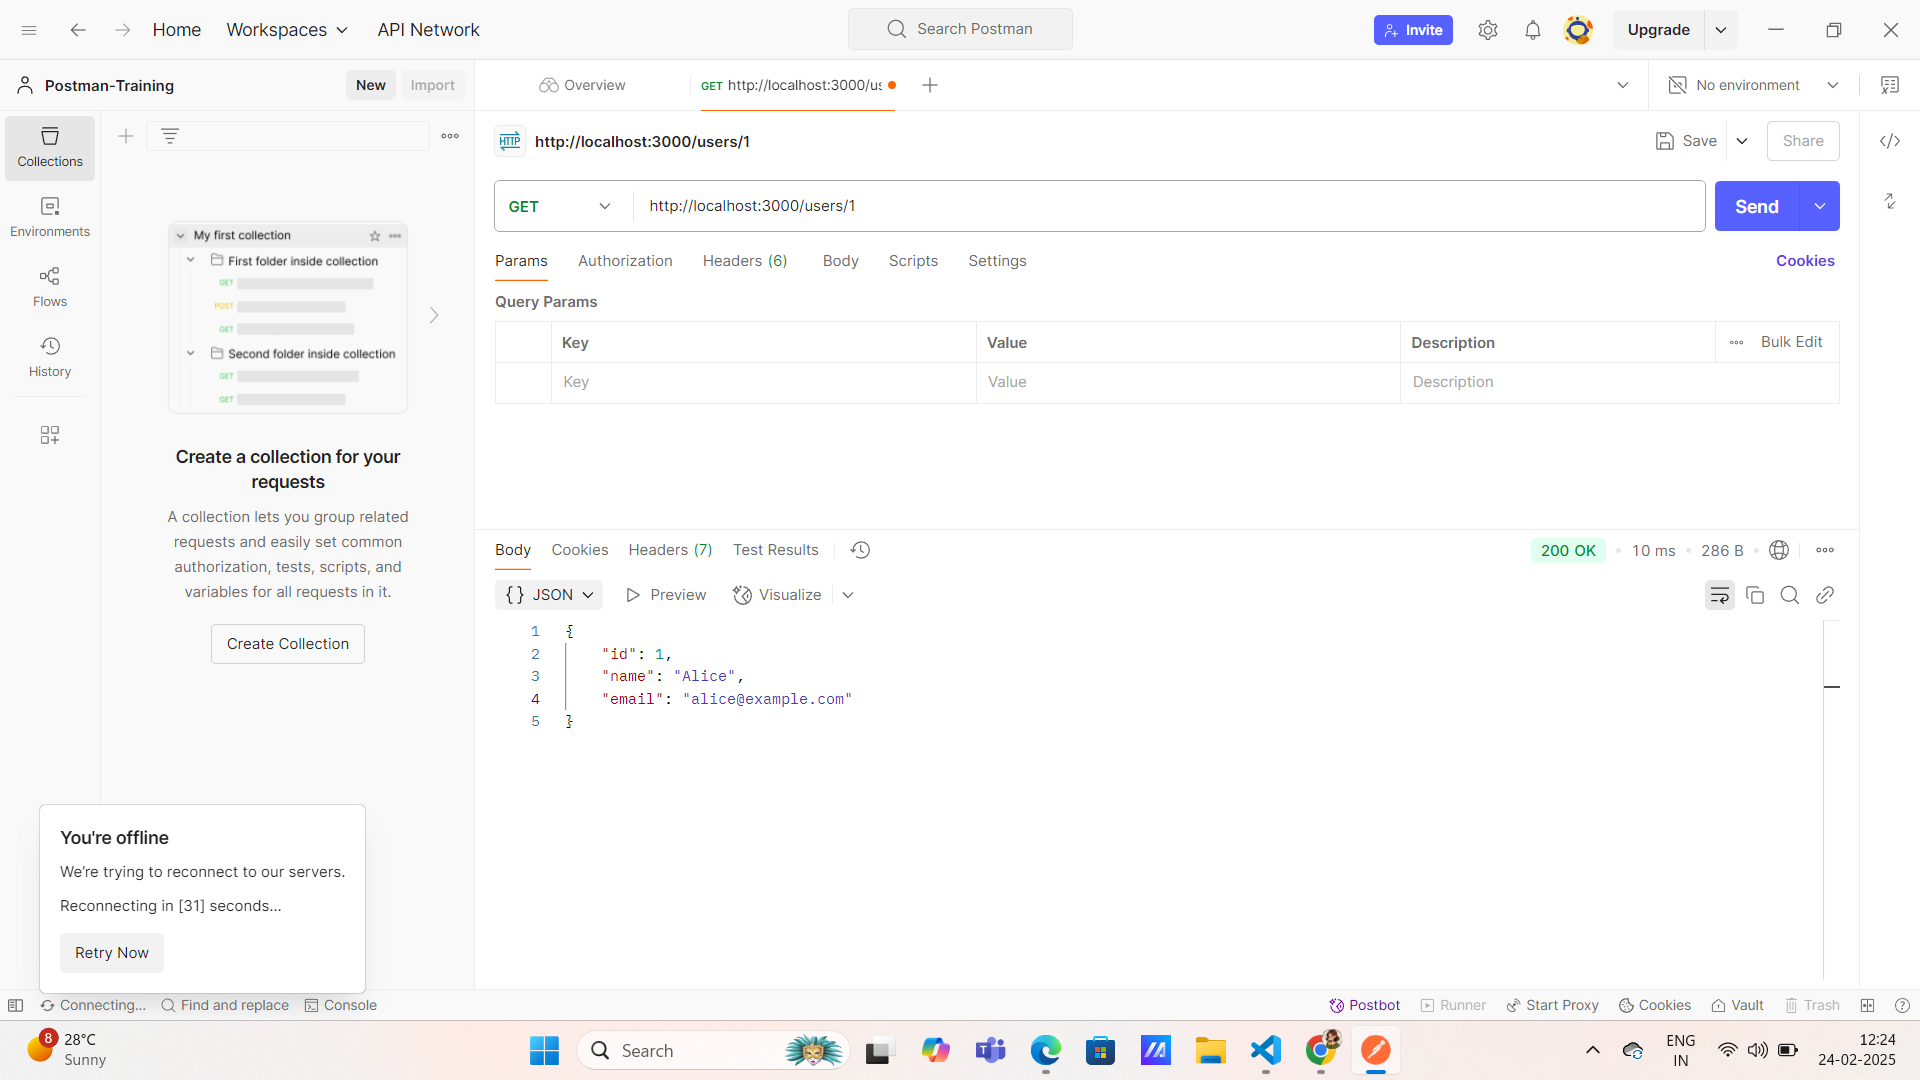 Home Workspaces API Network Search Postman Invite Upgrade
Postman-Training New Import Overview GET http://localhost:3000/us No environment
Collections
Environments
Flows
History
My first collection
First folder inside collection
GET
POST
GET
Second folder inside collection
GET
GET
Create a collection for your
requests
A collection lets you group related
requests and easily set common
authorization, tests, scripts, and
variables for all requests in it.
Create Collection
HTTP http://localhost:3000/users/1 Save Share
GET http://localhost:3000/users/1 Send
Params Authorization Headers (6) Body Scripts Settings Cookies
Query Params
Key Value Description Bulk Edit
Key Value Description
Body Cookies Headers (7) Test Results 200 OK 10 ms 286 B
{} JSON Preview Visualize
1 {
2 "id": 1,
3 "name": "Alice",
4 "email": "alice@example.com"
5 }
You're offline
We're trying to reconnect to our servers.
Reconnecting in [31] seconds...
Retry Now
Connecting... Find and replace Console Postbot Runner Start Proxy Cookies Vault Trash
8 28°C
Sunny
Search
ENG
IN
12:24
24-02-2025